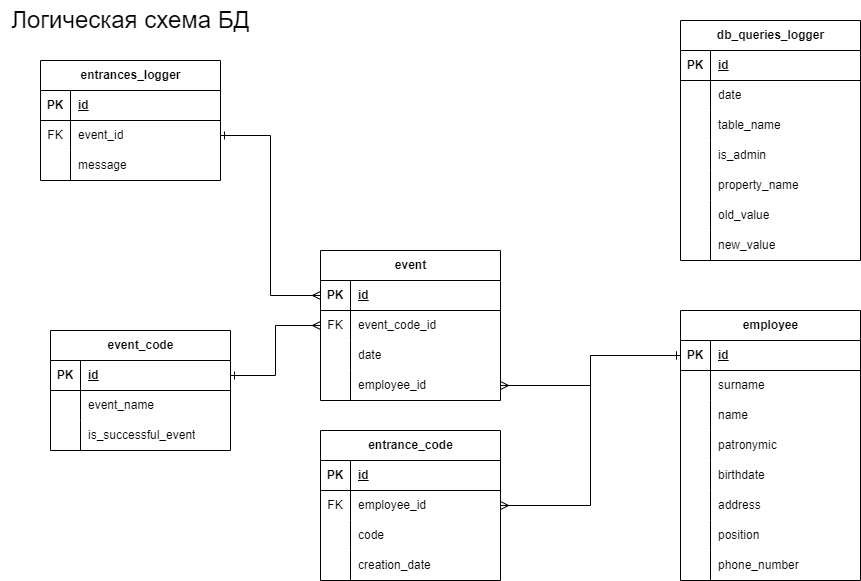 Логическая схема БД
entrances_logger
PK id
FK event_id
message
db_queries_logger
PK id
date
table_name
is_admin
property_name
old_value
new_value
event
PK id
FK event_code_id
date
employee_id
event_code
PK id
event_name
is_successful_event
entrance_code
PK id
FK employee_id
code
creation_date
employee
PK id
surname
name
patronymic
birthdate
address
position
phone_number